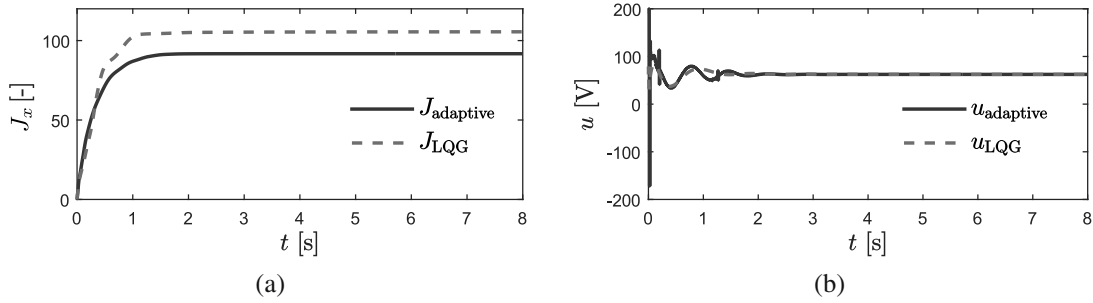 100
50
0
J_x [-]
J_adaptive
J_LQG
0 1 2 3 4 5 6 7 8
t [s]
(a)
200
100
0
-100
-200
u [V]
u_adaptive
u_LQG
0 1 2 3 4 5 6 7 8
t [s]
(b)